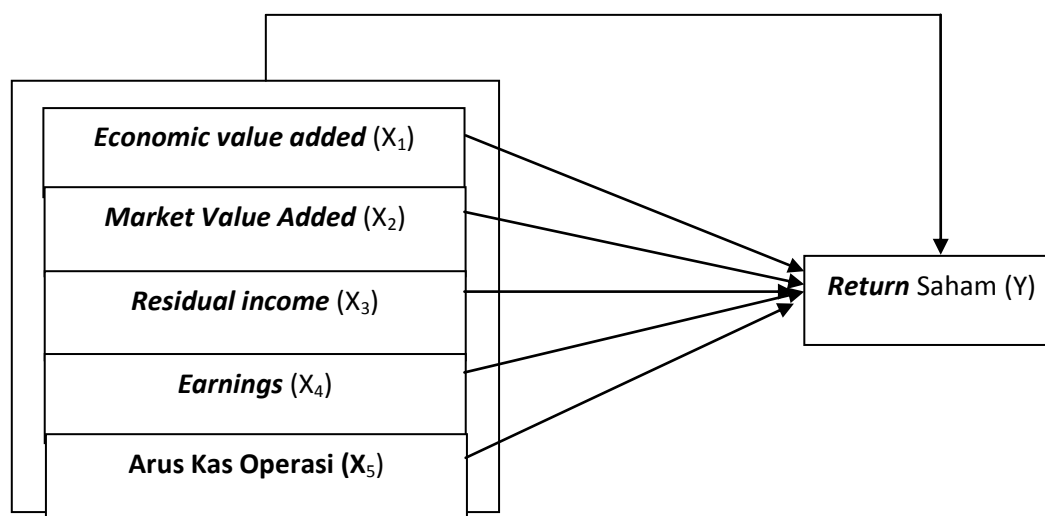 Economic value added (X₁)
Market Value Added (X₂)
Residual income (X₃)
Return Saham (Y)
Earnings (X₄)
Arus Kas Operasi (X₅)